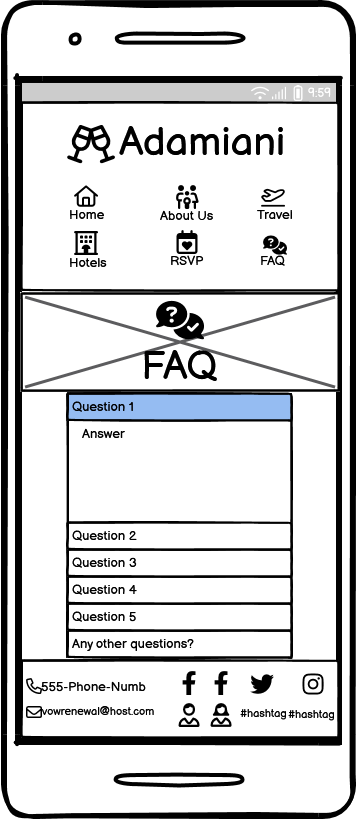 9:59
Adamiani
Home About Us Travel
Hotels RSVP FAQ
FAQ
Question 1
Answer
Question 2
Question 3
Question 4
Question 5
Any other questions?
555-Phone-Numb
vowrenewal@host.com #hashtag #hashtag